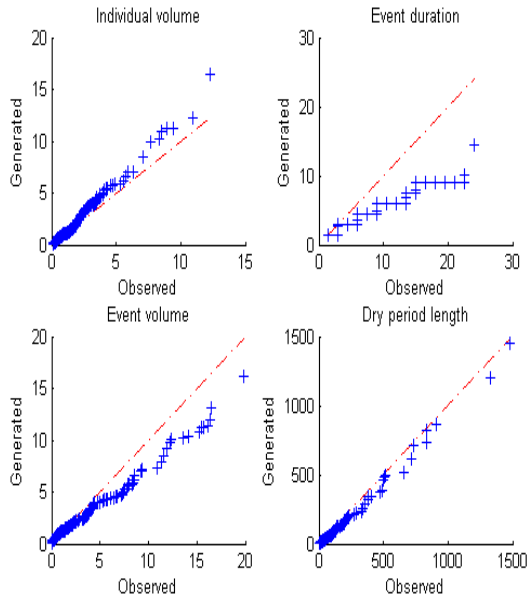 Individual volume
Event duration
20
15
10
5
0
Generated
0
5
10
15
Observed
30
20
10
0
Generated
0
10
20
30
Observed
Event volume
Dry period length
20
15
10
5
0
Generated
0
5
10
15
20
Observed
1500
1000
500
0
Generated
0
500
1000
1500
Observed